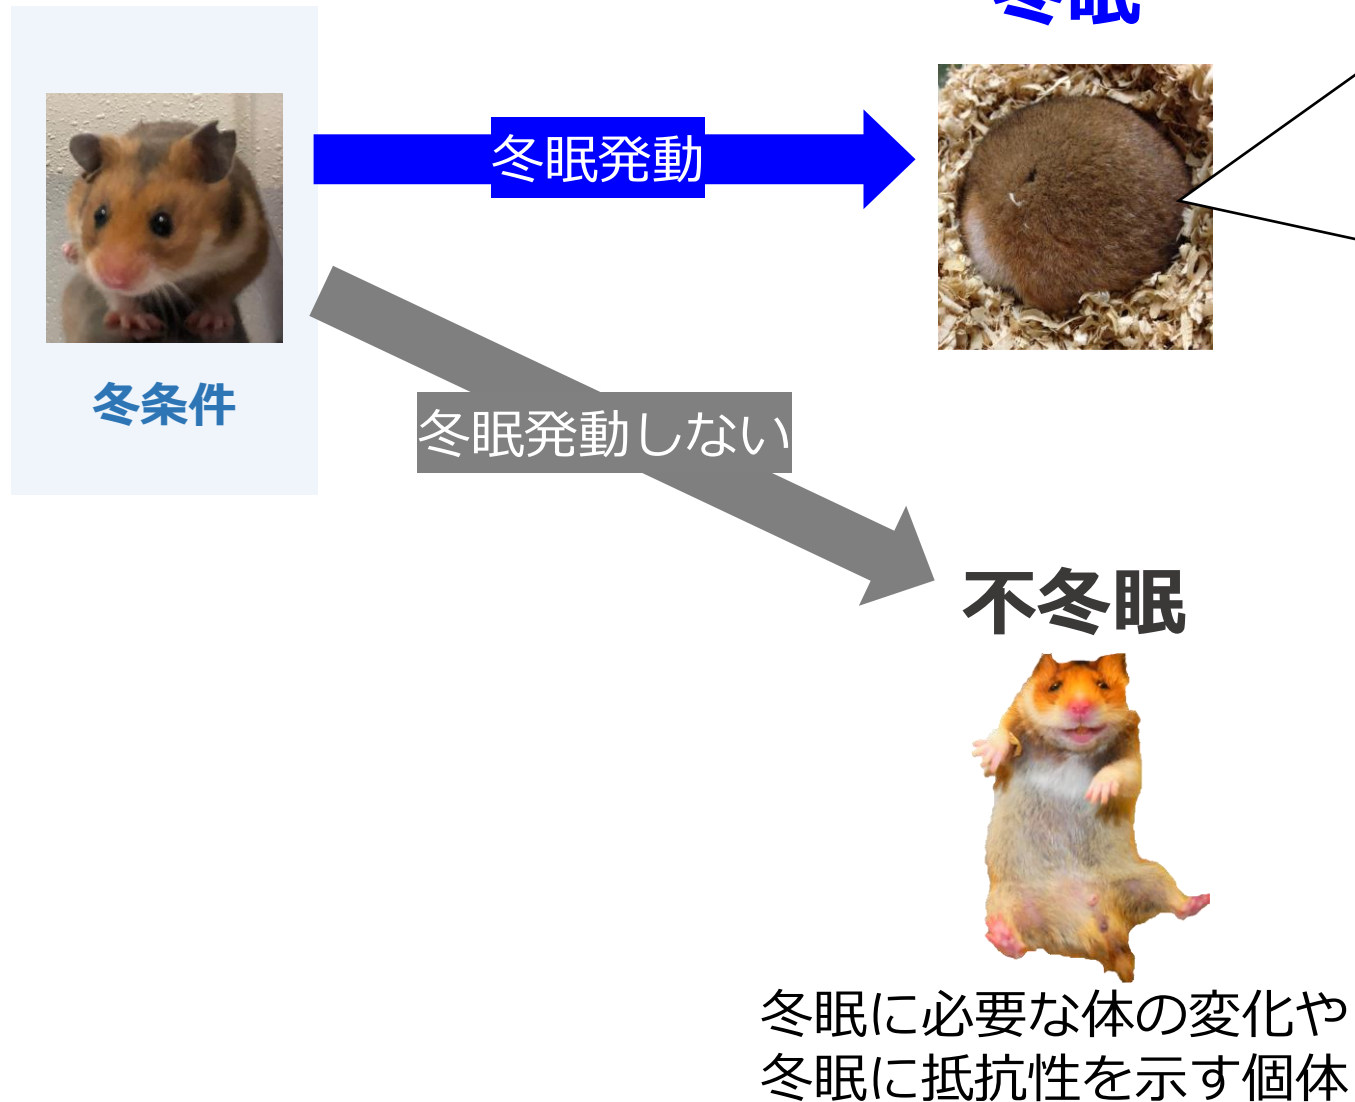 冬眠
冬眠発動
冬条件
冬眠発動しない
不冬眠
冬眠に必要な体の変化や
冬眠に抵抗性を示す個体